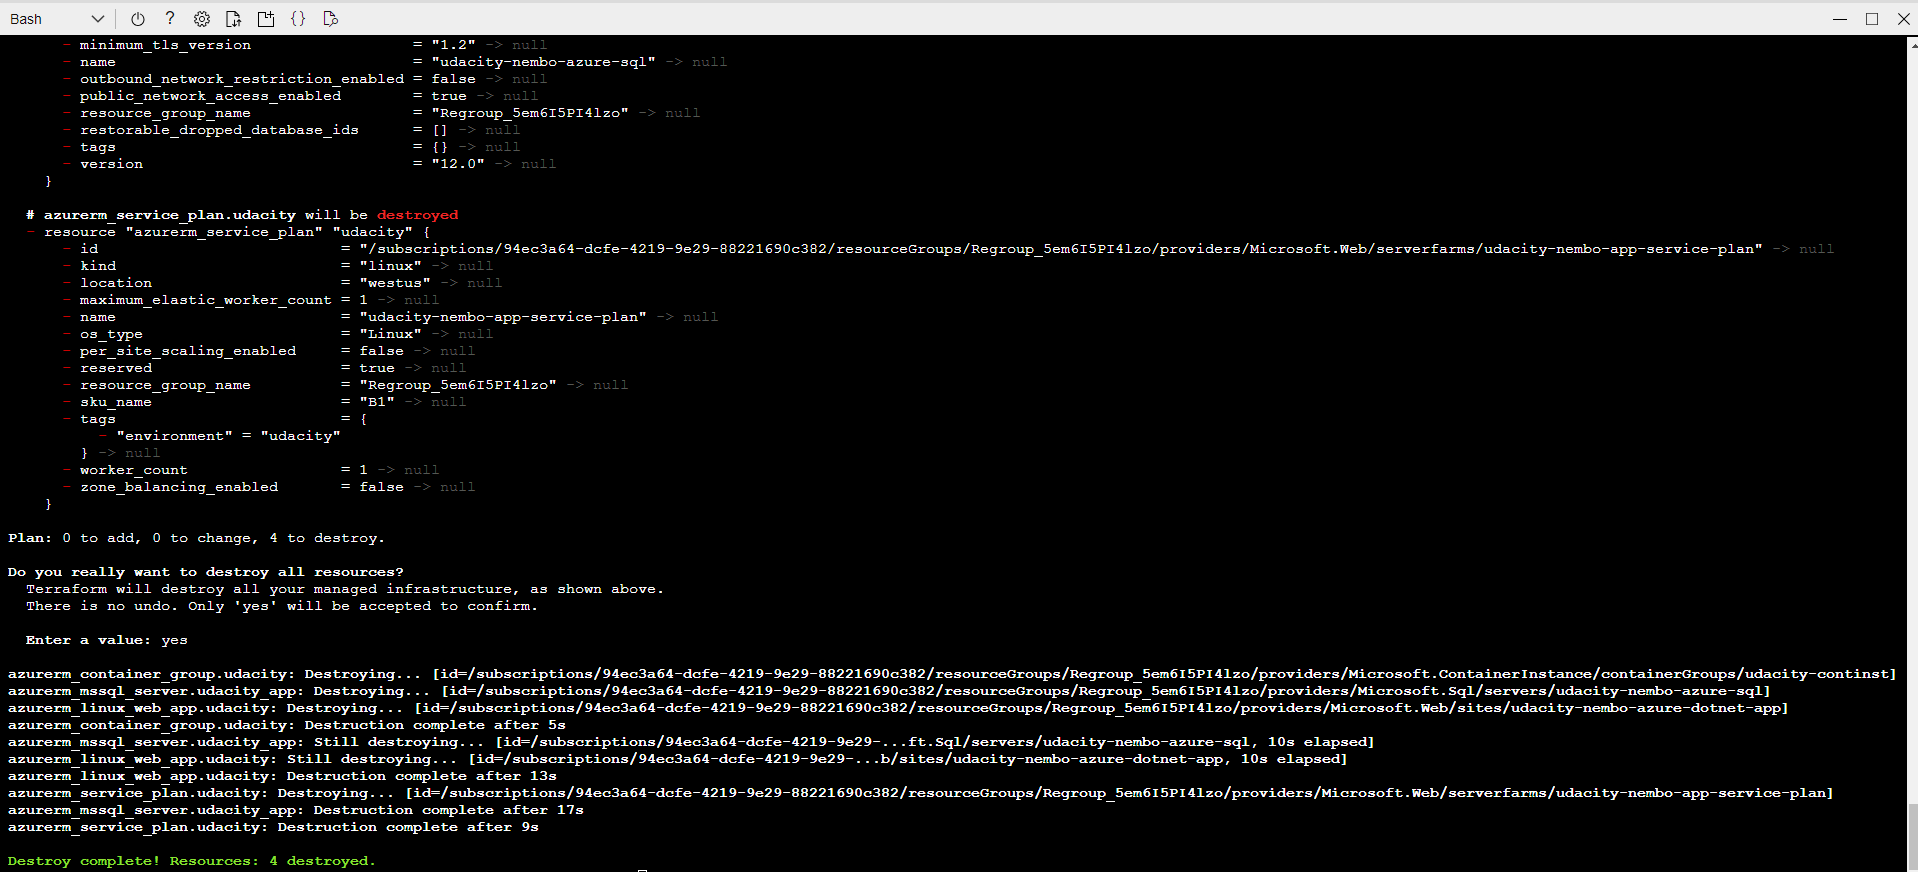 Bash
- minimum_tls_version = "1.2" -> null
- name = "udacity-nembo-azure-sql" -> null
- outbound_network_restriction_enabled = false -> null
- public_network_access_enabled = true -> null
- resource_group_name = "Regroup_5em6I5PI4lzo" -> null
- restorable_dropped_database_ids = [] -> null
- tags = {} -> null
- version = "12.0" -> null
}
# azurerm_service_plan.udacity will be destroyed
- resource "azurerm_service_plan" "udacity" {
- id = "/subscriptions/94ec3a64-dcfe-4219-9e29-88221690c382/resourceGroups/Regroup_5em6I5PI4lzo/providers/Microsoft.Web/serverfarms/udacity-nembo-app-service-plan" -> null
- kind = "linux" -> null
- location = "westus" -> null
- maximum_elastic_worker_count = 1 -> null
- name = "udacity-nembo-app-service-plan" -> null
- os_type = "Linux" -> null
- per_site_scaling_enabled = false -> null
- reserved = true -> null
- resource_group_name = "Regroup_5em6I5PI4lzo" -> null
- sku_name = "B1" -> null
- tags = {
- "environment" = "udacity"
} -> null
- worker_count = 1 -> null
- zone_balancing_enabled = false -> null
}
Plan: 0 to add, 0 to change, 4 to destroy.
Do you really want to destroy all resources?
Terraform will destroy all your managed infrastructure, as shown above.
There is no undo. Only 'yes' will be accepted to confirm.
Enter a value: yes
azurerm_container_group.udacity: Destroying... [id=/subscriptions/94ec3a64-dcfe-4219-9e29-88221690c382/resourceGroups/Regroup_5em6I5PI4lzo/providers/Microsoft.ContainerInstance/containerGroups/udacity-continst]
azurerm_mssql_server.udacity_app: Destroying... [id=/subscriptions/94ec3a64-dcfe-4219-9e29-88221690c382/resourceGroups/Regroup_5em6I5PI4lzo/providers/Microsoft.Sql/servers/udacity-nembo-azure-sql]
azurerm_linux_web_app.udacity: Destroying... [id=/subscriptions/94ec3a64-dcfe-4219-9e29-88221690c382/resourceGroups/Regroup_5em6I5PI4lzo/providers/Microsoft.Web/sites/udacity-nembo-azure-dotnet-app]
azurerm_container_group.udacity: Destruction complete after 5s
azurerm_mssql_server.udacity_app: Still destroying... [id=/subscriptions/94ec3a64-dcfe-4219-9e29-...ft.Sql/servers/udacity-nembo-azure-sql, 10s elapsed]
azurerm_linux_web_app.udacity: Still destroying... [id=/subscriptions/94ec3a64-dcfe-4219-9e29-...b/sites/udacity-nembo-azure-dotnet-app, 10s elapsed]
azurerm_linux_web_app.udacity: Destruction complete after 13s
azurerm_service_plan.udacity: Destroying... [id=/subscriptions/94ec3a64-dcfe-4219-9e29-88221690c382/resourceGroups/Regroup_5em6I5PI4lzo/providers/Microsoft.Web/serverfarms/udacity-nembo-app-service-plan]
azurerm_mssql_server.udacity_app: Destruction complete after 17s
azurerm_service_plan.udacity: Destruction complete after 9s
Destroy complete! Resources: 4 destroyed.